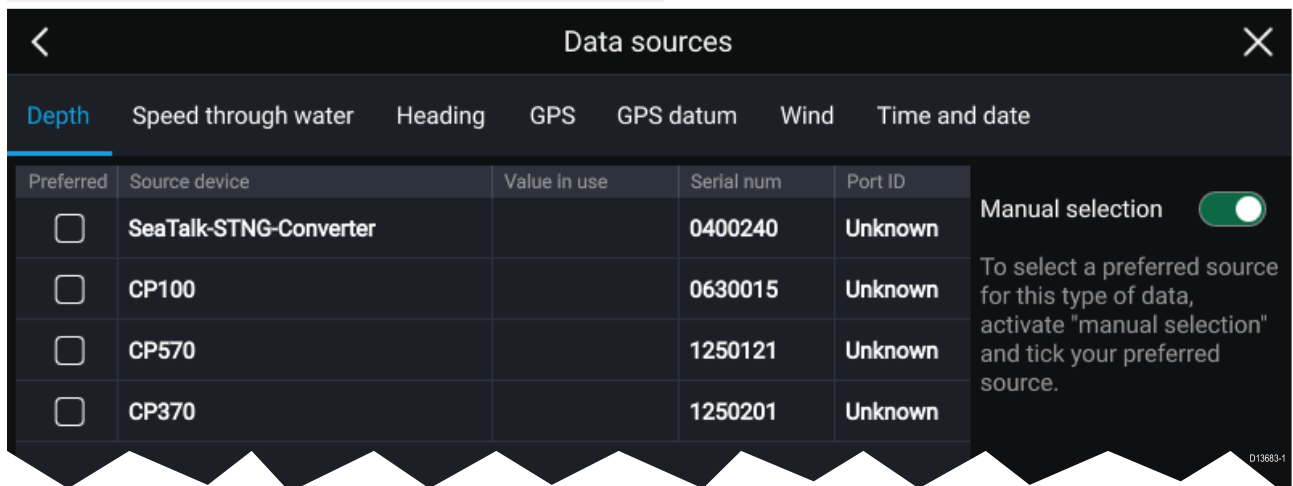 Data sources
Depth Speed through water Heading GPS GPS datum Wind Time and date
Preferred Source device Value in use Serial num Port ID
SeaTalk-STNG-Converter 0400240 Unknown
CP100 0630015 Unknown
CP570 1250121 Unknown
CP370 1250201 Unknown
Manual selection
To select a preferred source
for this type of data,
activate "manual selection"
and tick your preferred
source.
D13683-1